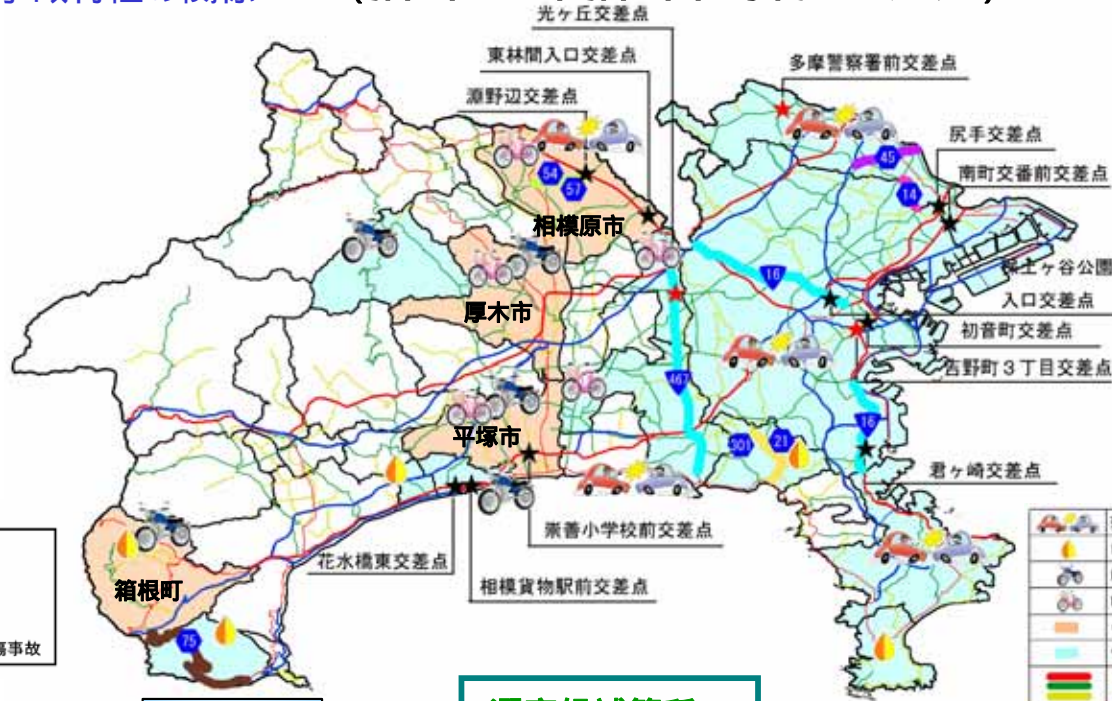 光ヶ丘交差点
東林間入口交差点
多摩警察署前交差点
淵野辺交差点
尻手交差点
45
54
57
南町交番前交差点
14
相模原市
16
入口交差点
厚木市
初音町交差点
吉野町3丁目交差点
467
16
平塚市
301
21
君ヶ崎交差点
崇善小学校前交差点
花水橋東交差点
相模貨物駅前交差点
箱根町
75
傷事故